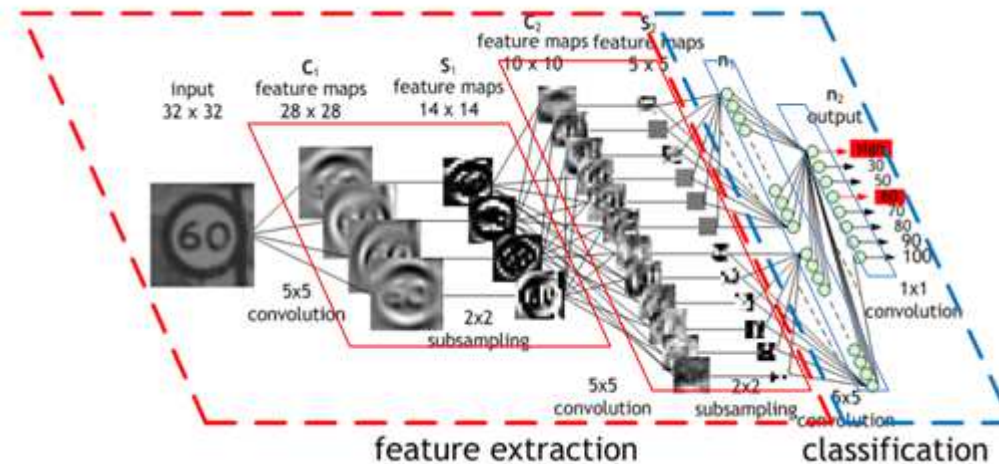 input
32 x 32
C1
feature maps
28 x 28
S1
feature maps
14 x 14
C2
feature maps
10 x 10
S2
feature maps
5 x 5
n1
n2
output
60
30
50
70
80
90
100
5x5
convolution
2x2
subsampling
5x5
convolution
2x2
subsampling
5x5
convolution
1x1
convolution
feature extraction
classification